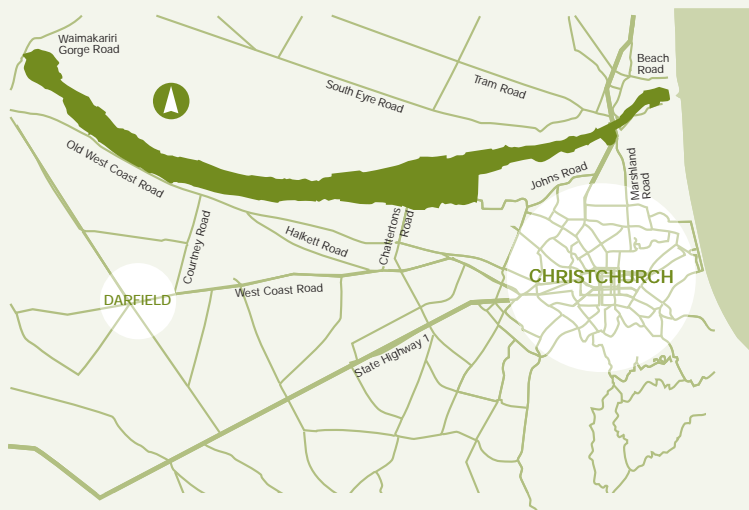 Waimakariri
Gorge Road
Beach
Road
South Eyre Road
Tram Road
Old West Coast Road
Johns Road
Marshland
Road
Courtney Road
Halkett Road
Chattertons
Road
CHRISTCHURCH
DARFIELD
West Coast Road
State Highway 1